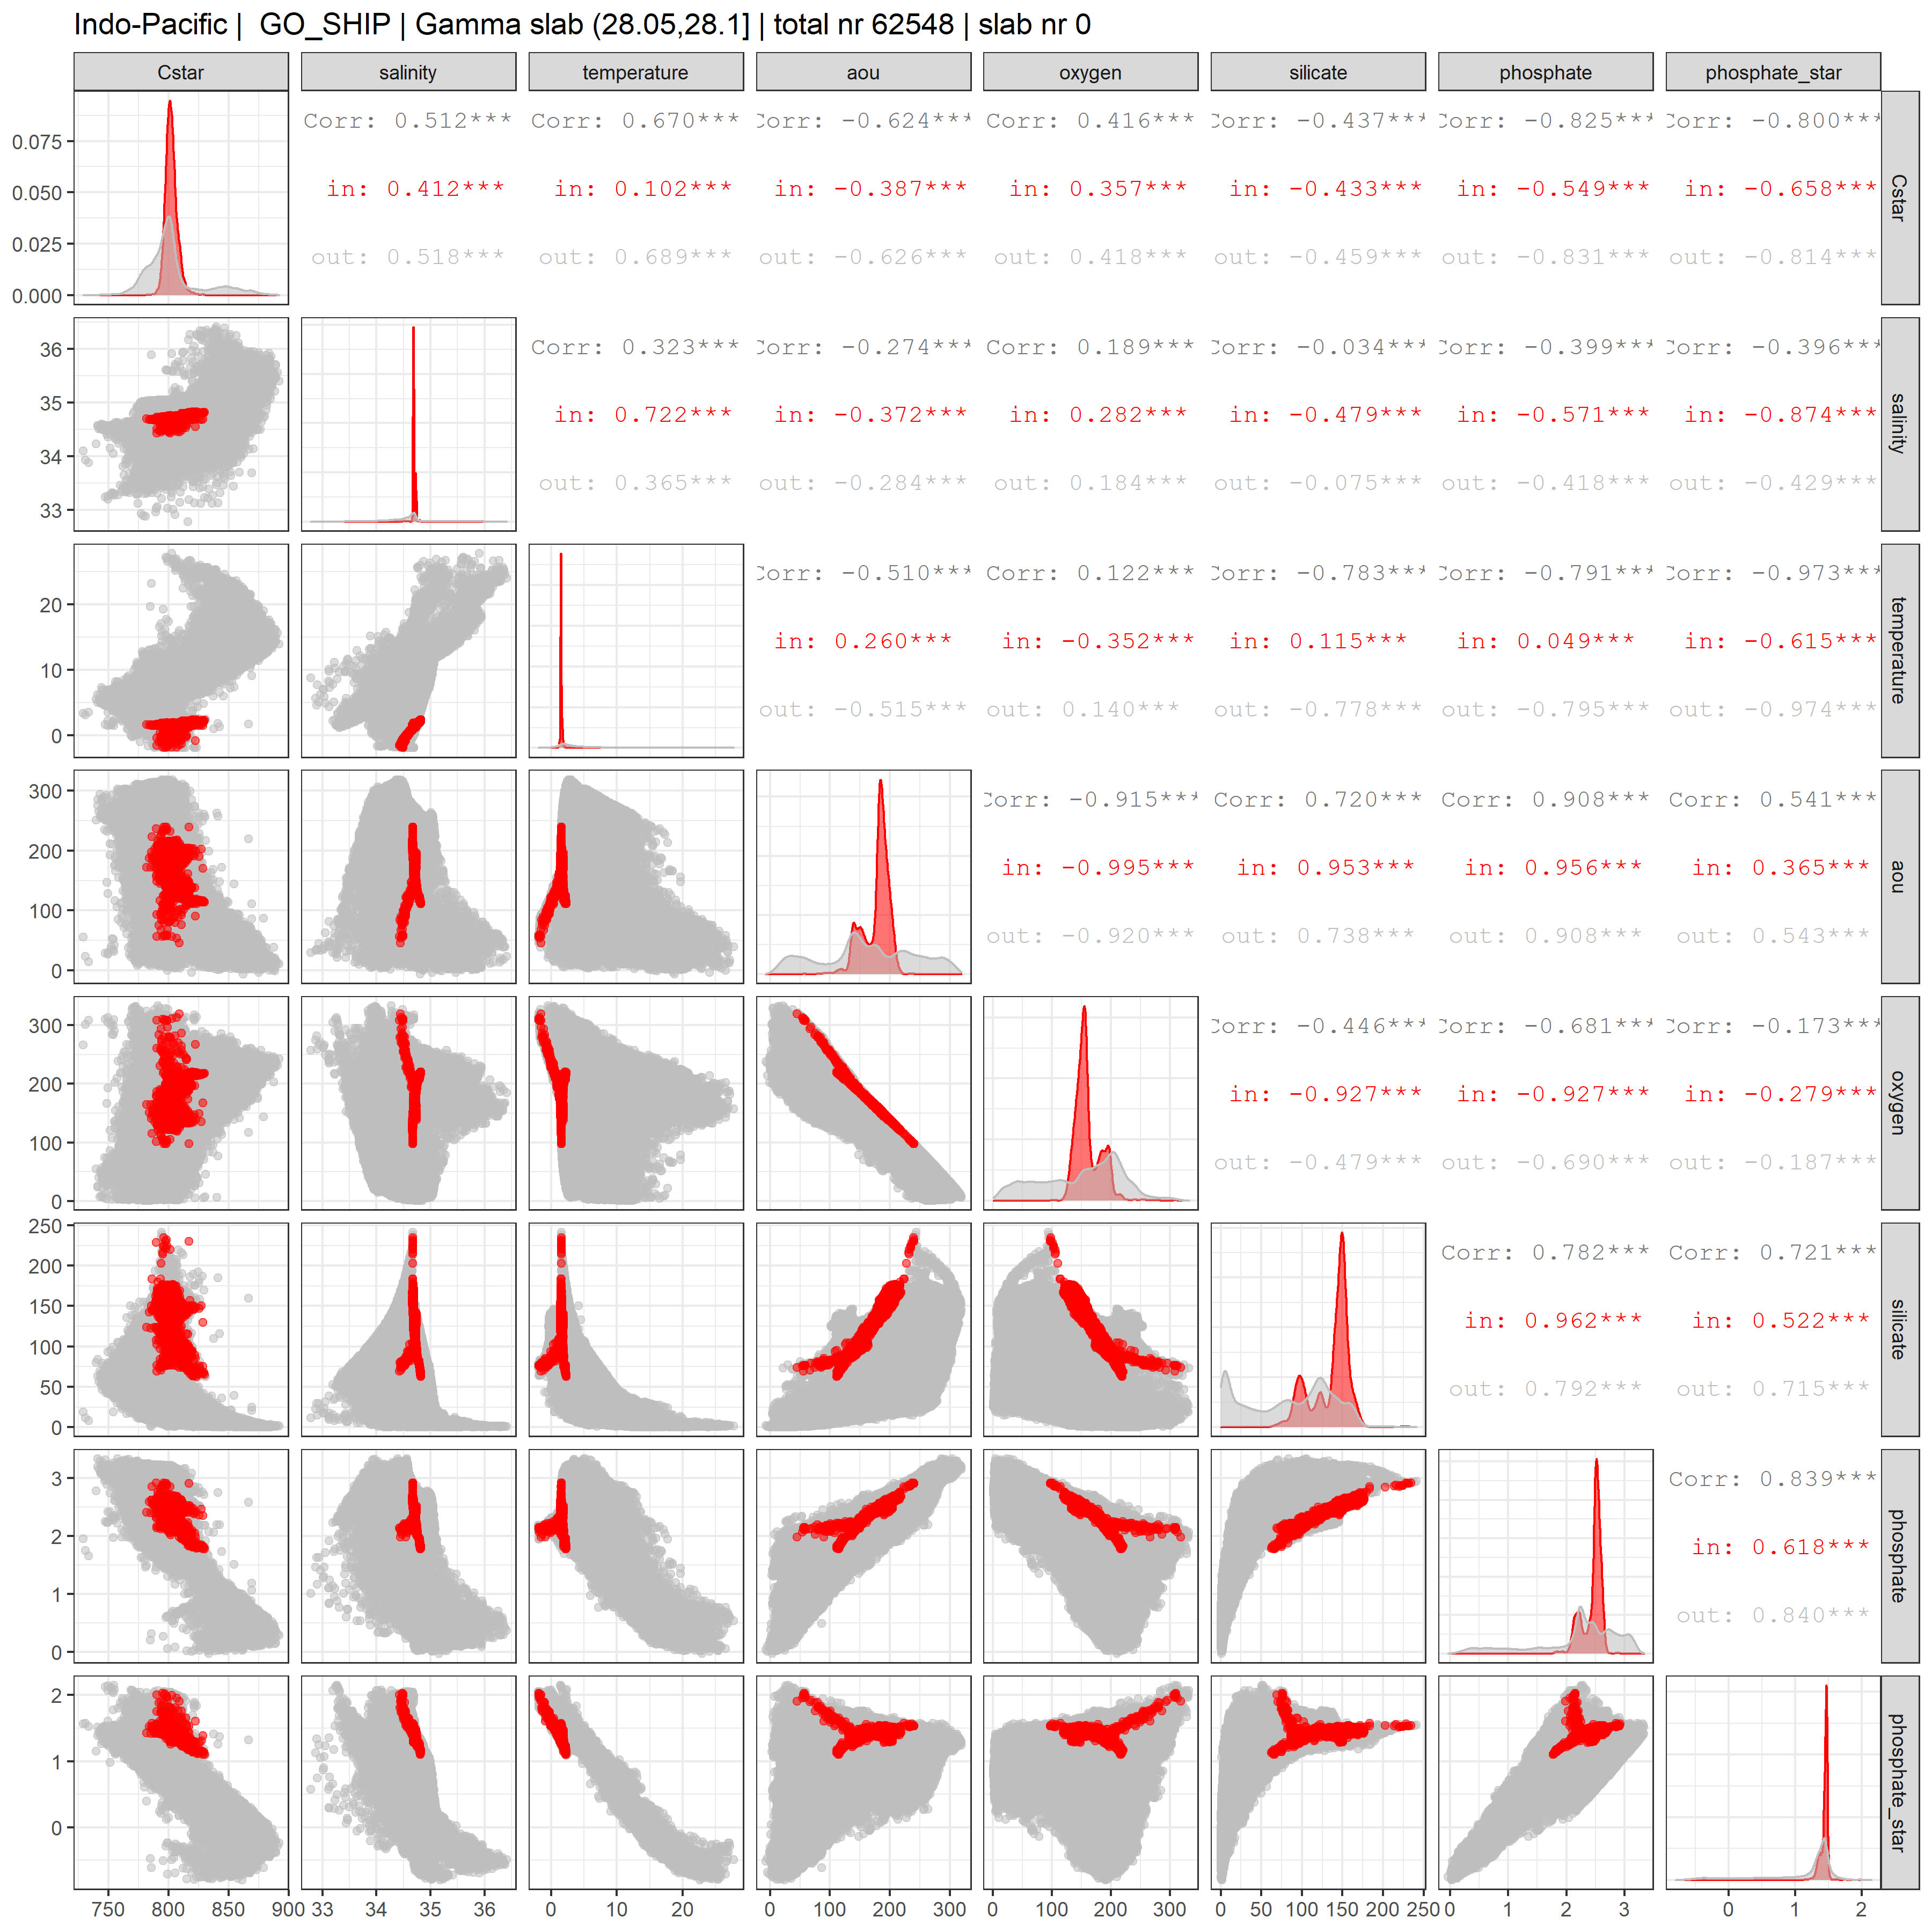 Indo-Pacific | GO_SHIP | Gamma slab (28.05,28.1] | total nr 62548 | slab nr 0
Cstar salinity temperature aou oxygen silicate phosphate phosphate_star
Corr: 0.512*** Corr: 0.670*** Corr: -0.624*** Corr: 0.416*** Corr: -0.437*** Corr: -0.825*** Corr: -0.800***
0.075
in: 0.412*** in: 0.102*** in: -0.387*** in: 0.357*** in: -0.433*** in: -0.549*** in: -0.658***
0.050
Cstar
0.025
out: 0.518*** out: 0.689*** out: -0.626*** out: 0.418*** out: -0.459*** out: -0.831*** out: -0.814***
0.000
36
Corr: 0.323*** Corr: -0.274*** Corr: 0.189*** Corr: -0.034*** Corr: -0.399*** Corr: -0.396***
35
in: 0.722*** in: -0.372*** in: 0.282*** in: -0.479*** in: -0.571*** in: -0.874***
salinity
34
out: 0.365*** out: -0.284*** out: 0.184*** out: -0.075*** out: -0.418*** out: -0.429***
33
Corr: -0.510*** Corr: 0.122*** Corr: -0.783*** Corr: -0.791*** Corr: -0.973***
20
in: 0.260*** in: -0.352*** in: 0.115*** in: 0.049*** in: -0.615***
temperature
10
out: -0.515*** out: 0.140*** out: -0.778*** out: -0.795*** out: -0.974***
0
300
Corr: -0.915*** Corr: 0.720*** Corr: 0.908*** Corr: 0.541***
200
in: -0.995*** in: 0.953*** in: 0.956*** in: 0.365***
aou
100
out: -0.920*** out: 0.738*** out: 0.908*** out: 0.543***
0
300
Corr: -0.446*** Corr: -0.681*** Corr: -0.173***
200
in: -0.927*** in: -0.927*** in: -0.279***
oxygen
100
out: -0.479*** out: -0.690*** out: -0.187***
0
250
Corr: 0.782*** Corr: 0.721***
200
150
in: 0.962*** in: 0.522***
silicate
100
50
out: 0.792*** out: 0.715***
0
3
Corr: 0.839***
2
in: 0.618***
phosphate
1
out: 0.840***
0
2
1
phosphate_star
0
750 800 850 900 33 34 35 36 0 10 20 0 100 200 300 0 100 200 300 0 50 100 150 200 250 0 1 2 3 0 1 2